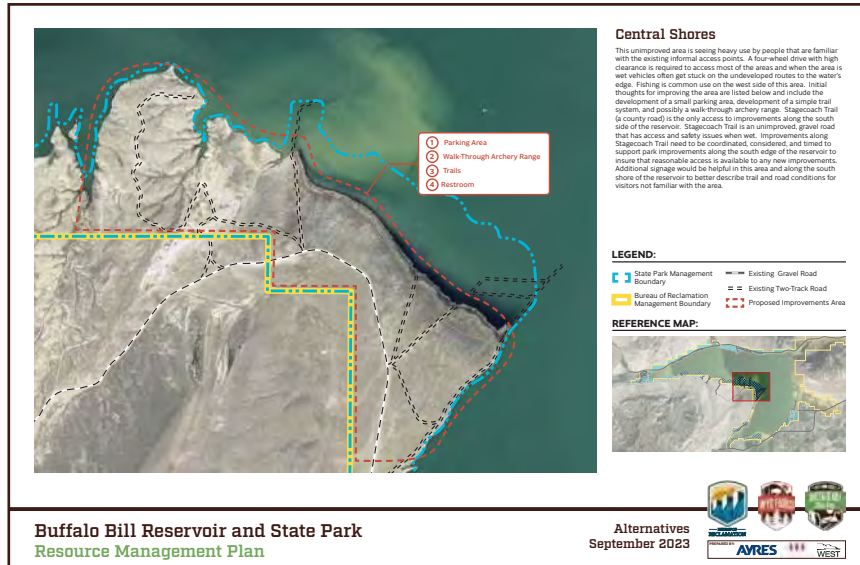 Central Shores
This unimproved area is seeing heavy use by people that are familiar
with the existing informal access points. A four-wheel drive with high
clearance is required to access most of the areas and when the area is
wet vehicles often get stuck on the undeveloped routes to the water's
edge. Fishing is common use on the west side of this area. Initial
thoughts for improving the area are listed below and include the
development of a small parking area, development of a simple trail
system, and possibly a walk-through archery range. Stagecoach Trail
(a county road) is the only access to improvements along the south
side of the reservoir. Stagecoach Trail is an unimproved, gravel road
that has access and safety issues when wet. Improvements along
Stagecoach Trail need to be coordinated, considered, and timed to
support park improvements along the south edge of the reservoir to
insure that reasonable access is available to any new improvements.
Additional signage would be helpful in this area and along the south
shore of the reservoir to better describe trail and road conditions for
visitors not familiar with the area.
1 Parking Area
2 Walk-Through Archery Range
3 Trails
4 Restroom
LEGEND:
State Park Management
Boundary
Bureau of Reclamation
Management Boundary
Existing Gravel Road
Existing Two-Track Road
Proposed Improvements Area
REFERENCE MAP:
Buffalo Bill Reservoir and State Park
Resource Management Plan
Alternatives
September 2023
RECLAMATION
PREPARED BY:
AYRES
WEST